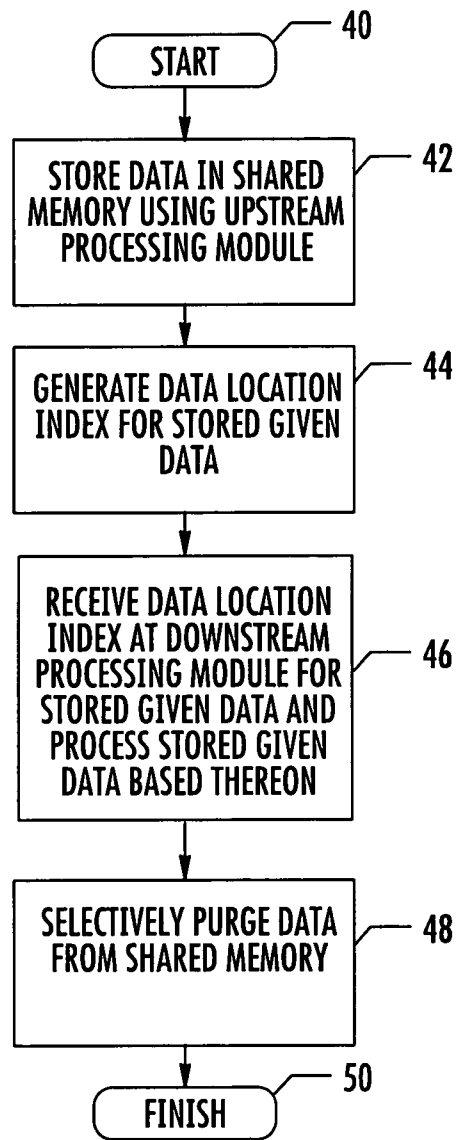 START
40
STORE DATA IN SHARED
MEMORY USING UPSTREAM
PROCESSING MODULE
42
GENERATE DATA LOCATION
INDEX FOR STORED GIVEN
DATA
44
RECEIVE DATA LOCATION
INDEX AT DOWNSTREAM
PROCESSING MODULE FOR
STORED GIVEN DATA AND
PROCESS STORED GIVEN
DATA BASED THEREON
46
SELECTIVELY PURGE DATA
FROM SHARED MEMORY
48
FINISH
50